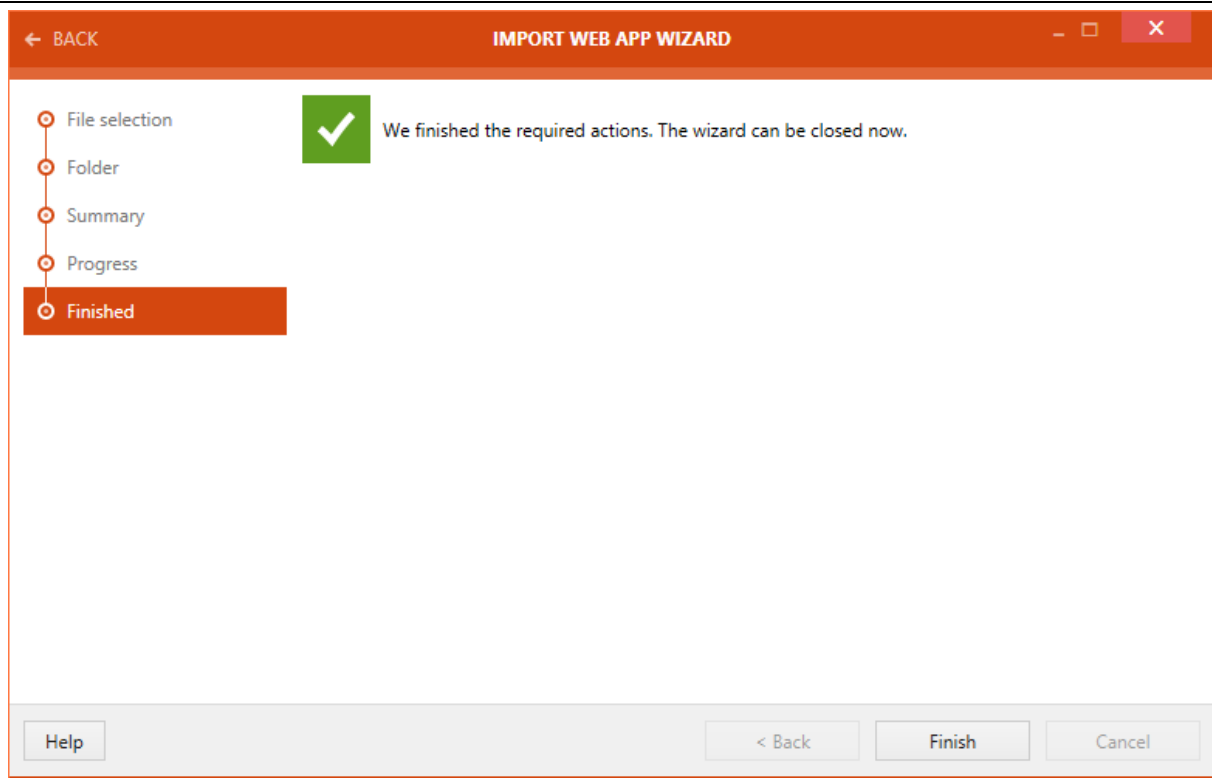 ← BACK
IMPORT WEB APP WIZARD
File selection
Folder
Summary
Progress
Finished
We finished the required actions. The wizard can be closed now.
Help
< Back
Finish
Cancel